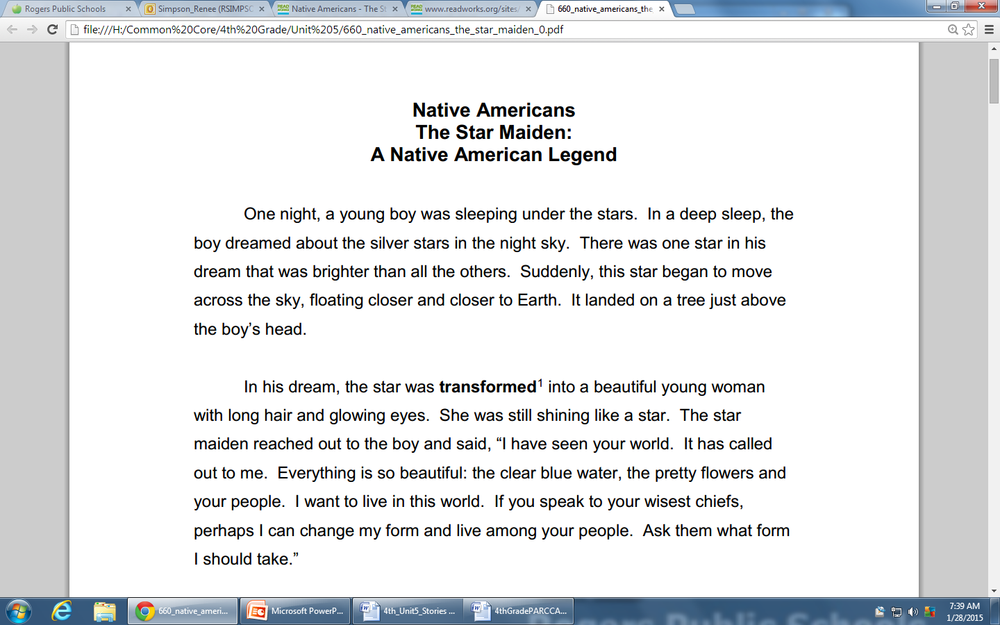 Rogers Public Schools
Simpson_Renee (RSIMPSC
Native Americans - The St
www.readworks.org/sites/
660_native_americans_the
file:///H:/Common%20Core/4th%20Grade/Unit%205/660_native_americans_the_star_maiden_0.pdf
Native Americans
The Star Maiden:
A Native American Legend
One night, a young boy was sleeping under the stars. In a deep sleep, the
boy dreamed about the silver stars in the night sky. There was one star in his
dream that was brighter than all the others. Suddenly, this star began to move
across the sky, floating closer and closer to Earth. It landed on a tree just above
the boy’s head.
In his dream, the star was transformed¹ into a beautiful young woman
with long hair and glowing eyes. She was still shining like a star. The star
maiden reached out to the boy and said, “I have seen your world. It has called
out to me. Everything is so beautiful: the clear blue water, the pretty flowers and
your people. I want to live in this world. If you speak to your wisest chiefs,
perhaps I can change my form and live among your people. Ask them what form
I should take.”
660_native_ameri...
Microsoft PowerP...
4th_Unit5_Stories ...
4thGradePARCCA...
7:39 AM
1/28/2015
Rogers Public Schools